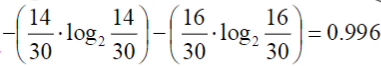 −(14/30 · log₂ 14/30) − (16/30 · log₂ 16/30) = 0.996